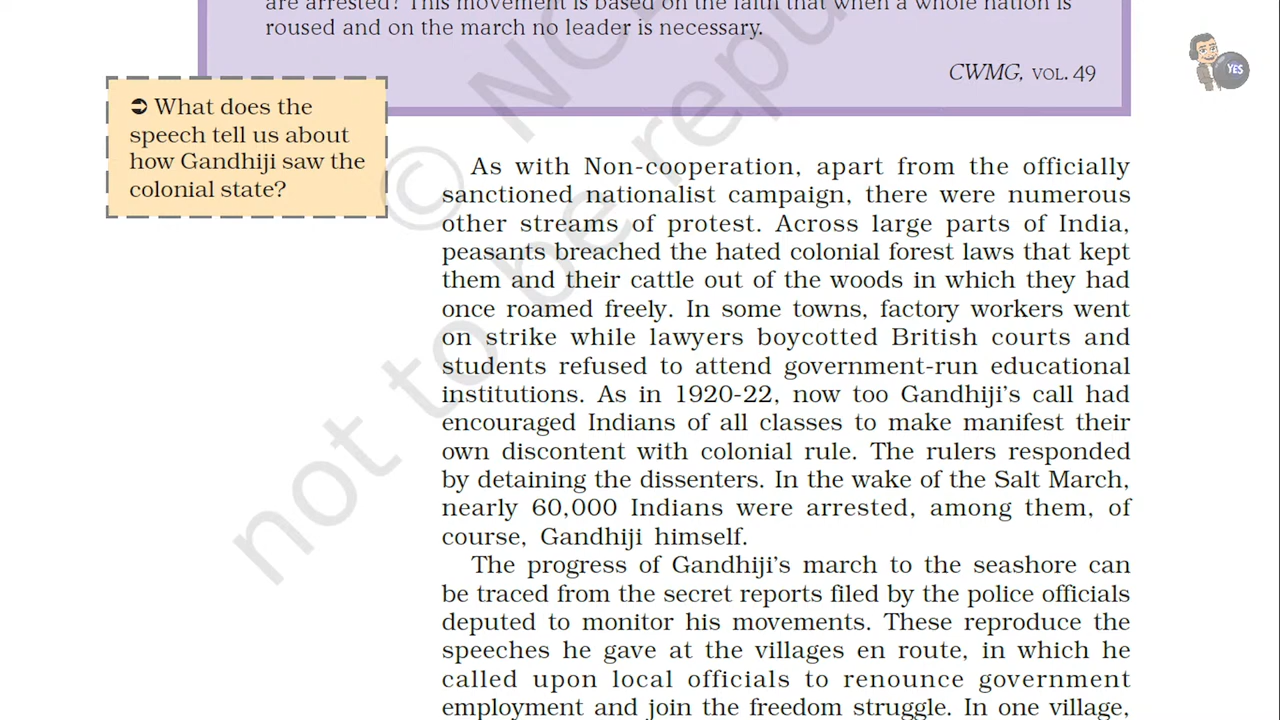 are arrested? This movement is based on the faith that when a whole nation is
roused and on the march no leader is necessary.
CWMG, VOL. 49
➲ What does the
speech tell us about
how Gandhiji saw the
colonial state?
As with Non-cooperation, apart from the officially
sanctioned nationalist campaign, there were numerous
other streams of protest. Across large parts of India,
peasants breached the hated colonial forest laws that kept
them and their cattle out of the woods in which they had
once roamed freely. In some towns, factory workers went
on strike while lawyers boycotted British courts and
students refused to attend government-run educational
institutions. As in 1920-22, now too Gandhiji's call had
encouraged Indians of all classes to make manifest their
own discontent with colonial rule. The rulers responded
by detaining the dissenters. In the wake of the Salt March,
nearly 60,000 Indians were arrested, among them, of
course, Gandhiji himself.
The progress of Gandhiji's march to the seashore can
be traced from the secret reports filed by the police officials
deputed to monitor his movements. These reproduce the
speeches he gave at the villages en route, in which he
called upon local officials to renounce government
employment and join the freedom struggle. In one village,
© NC
not to be repu
YES